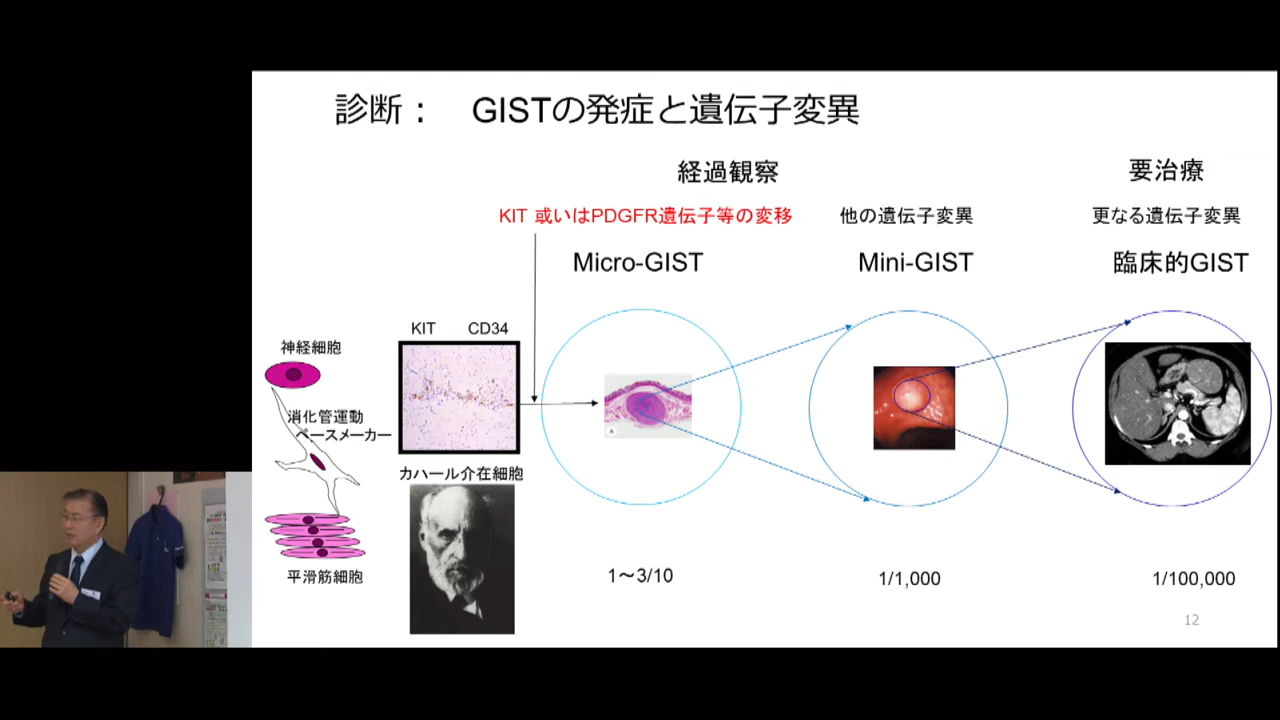 診断： GISTの発症と遺伝子変異
経過観察
要治療
KIT 或いはPDGFR遺伝子等の変移
他の遺伝子変異
更なる遺伝子変異
Micro-GIST
Mini-GIST
臨床的GIST
KIT
CD34
神経細胞
消化管運動
ペースメーカー
カハール介在細胞
平滑筋細胞
A
1～3/10
1/1,000
1/100,000
12